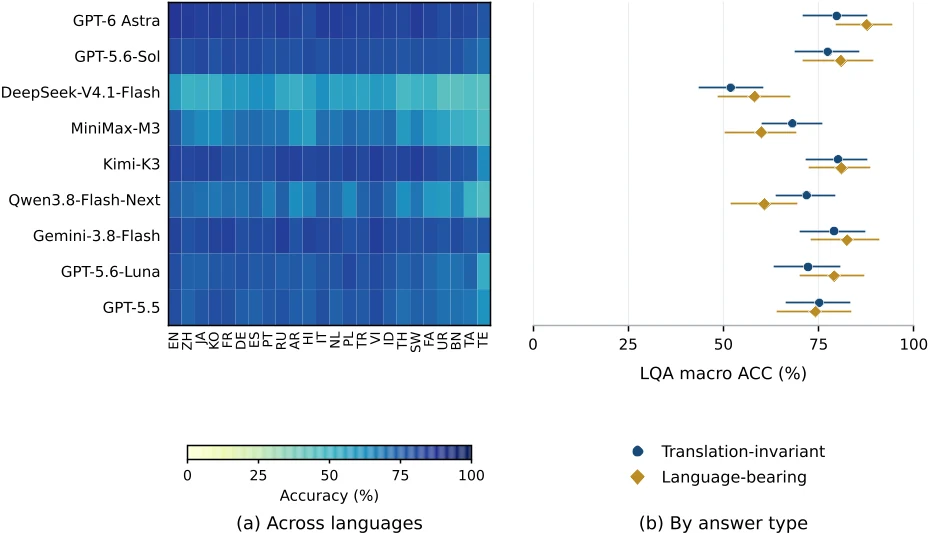 GPT-6 Astra
GPT-5.6-Sol
DeepSeek-V4.1-Flash
MiniMax-M3
Kimi-K3
Qwen3.8-Flash-Next
Gemini-3.8-Flash
GPT-5.6-Luna
GPT-5.5
EN ZH JA KO FR DE ES PT RU AR HI IT NL PL TR VI ID TH SW FA UR BN TA TE
0 25 50 75 100
Accuracy (%)
(a) Across languages
0 25 50 75 100
LQA macro ACC (%)
Translation-invariant
Language-bearing
(b) By answer type